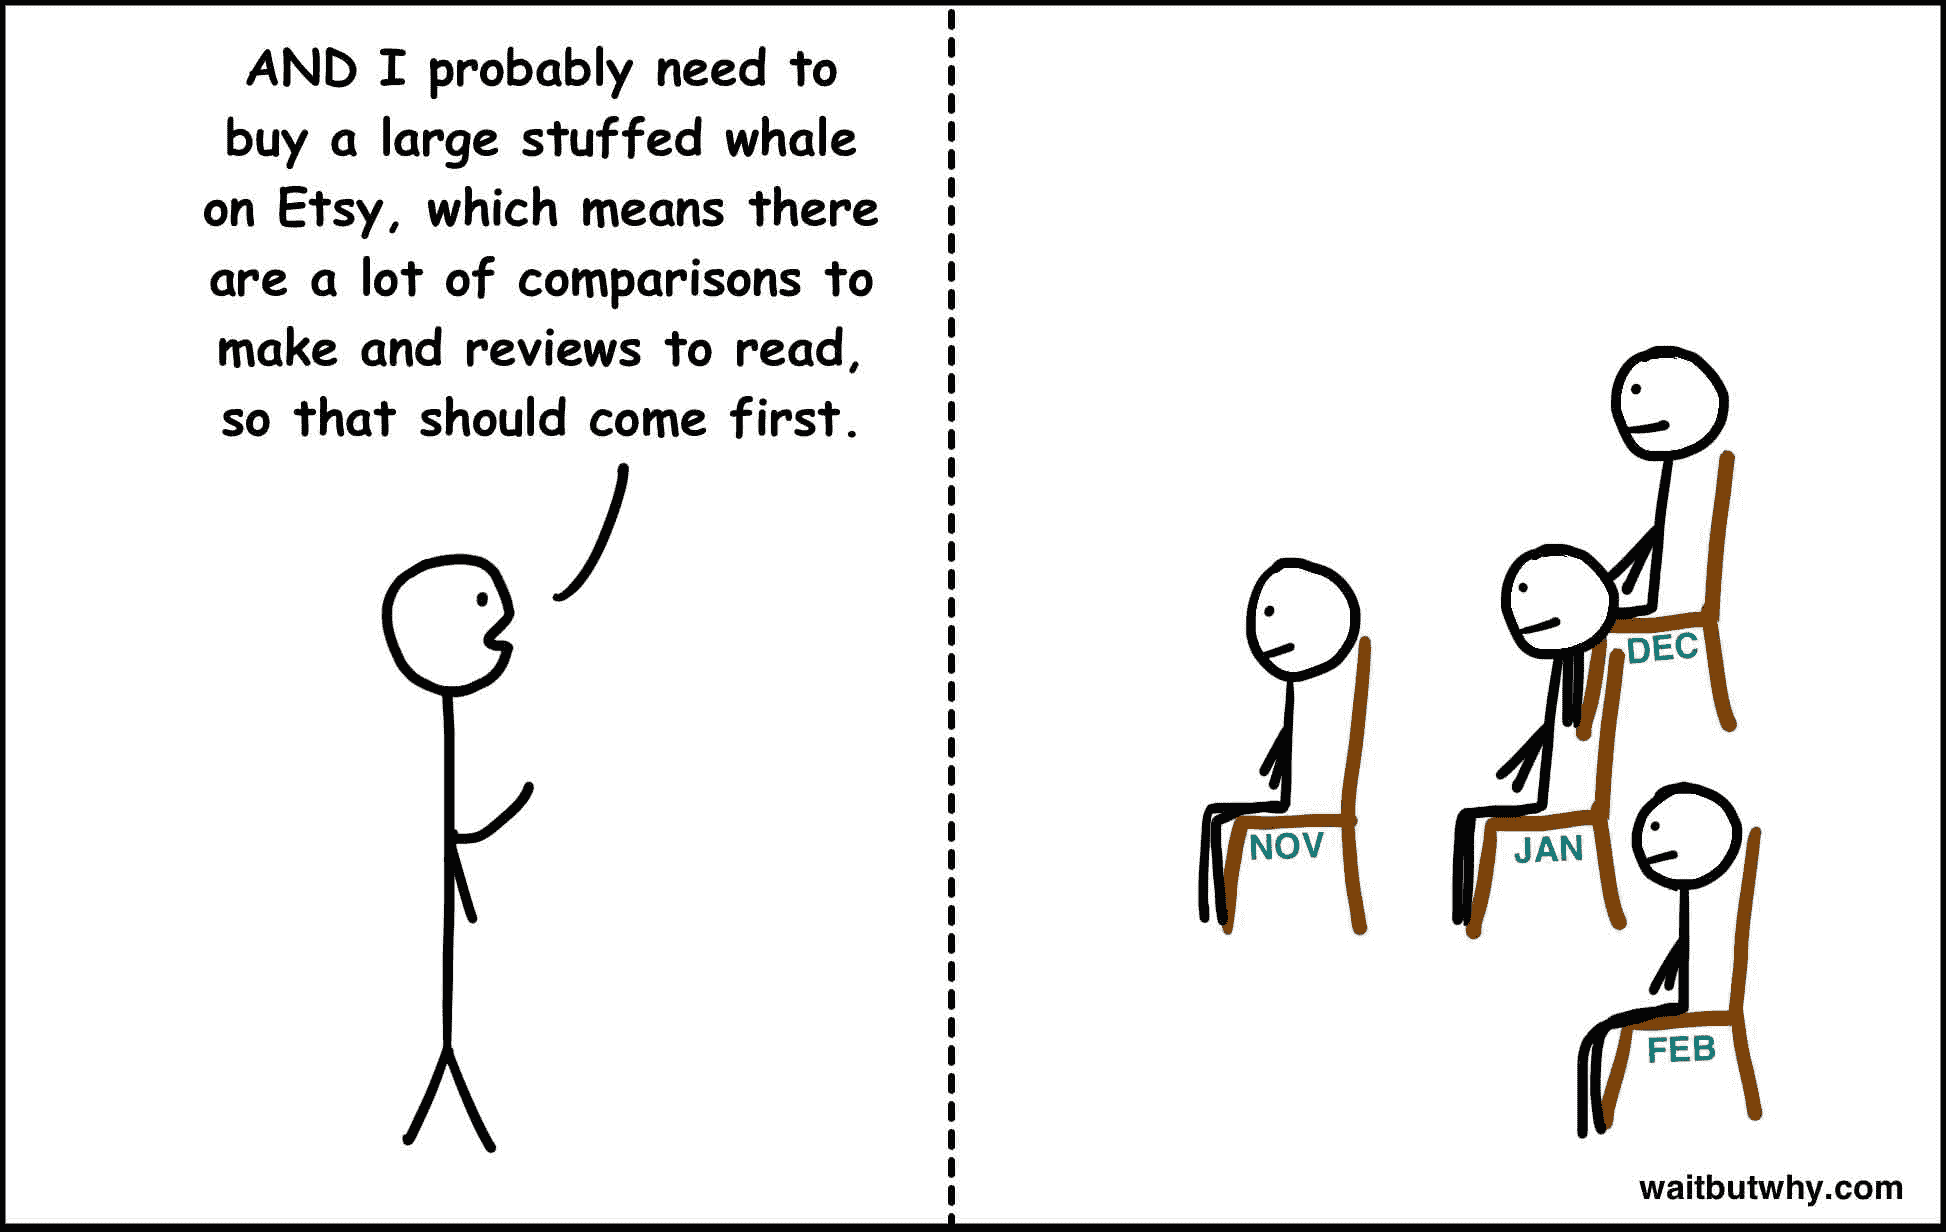 AND I probably need to
buy a large stuffed whale
on Etsy, which means there
are a lot of comparisons to
make and reviews to read,
so that should come first.
DEC
NOV
JAN
FEB
waitbutwhy.com